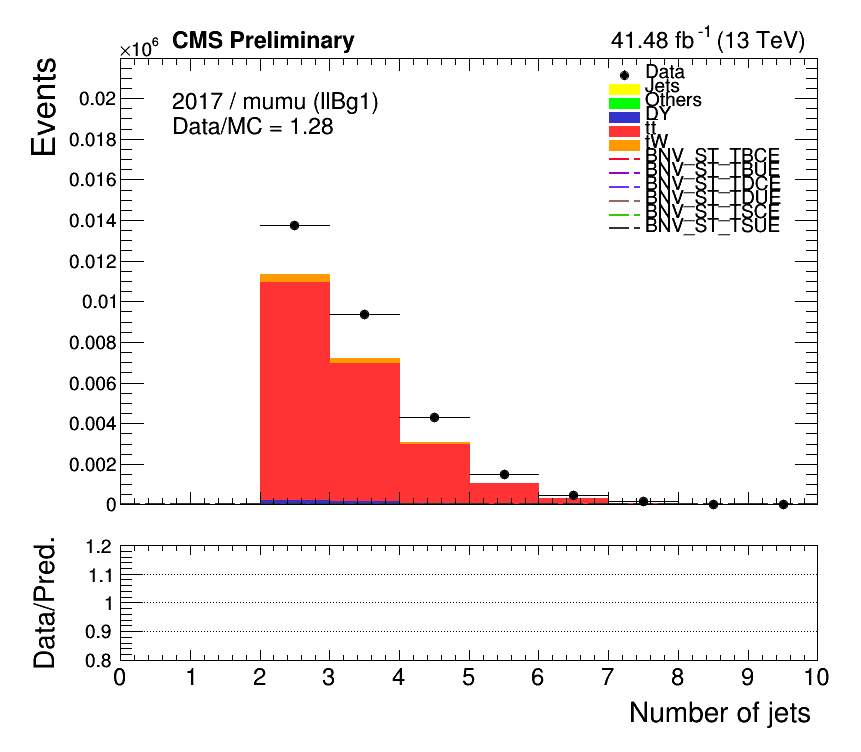 ×10⁶ CMS Preliminary 41.48 fb⁻¹ (13 TeV)
Events
2017 / mumu (llBg1)
Data/MC = 1.28
Data
Jets
Others
DY
tt
tW
BNV_ST_TBCE
BNV_ST_TBUE
BNV_ST_TDCE
BNV_ST_TDUE
BNV_ST_TSCE
BNV_ST_TSUE
0.02
0.018
0.016
0.014
0.012
0.01
0.008
0.006
0.004
0.002
0
Data/Pred.
1.2
1.1
1
0.9
0.8
0 1 2 3 4 5 6 7 8 9 10
Number of jets